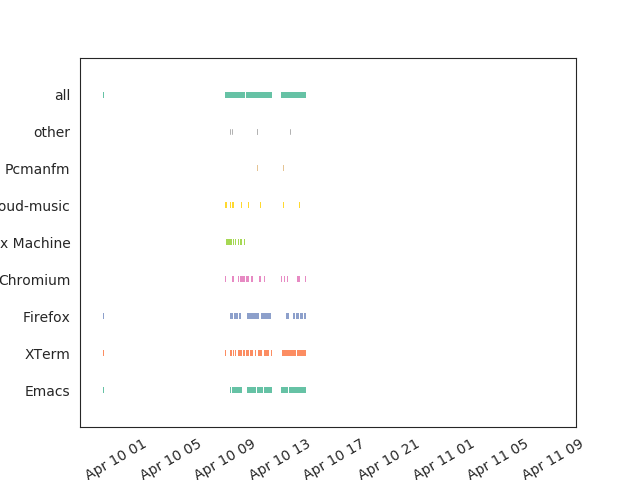 all
other
Pcmanfm
oud-music
x Machine
Chromium
Firefox
XTerm
Emacs
Apr 10 01
Apr 10 05
Apr 10 09
Apr 10 13
Apr 10 17
Apr 10 21
Apr 11 01
Apr 11 05
Apr 11 09